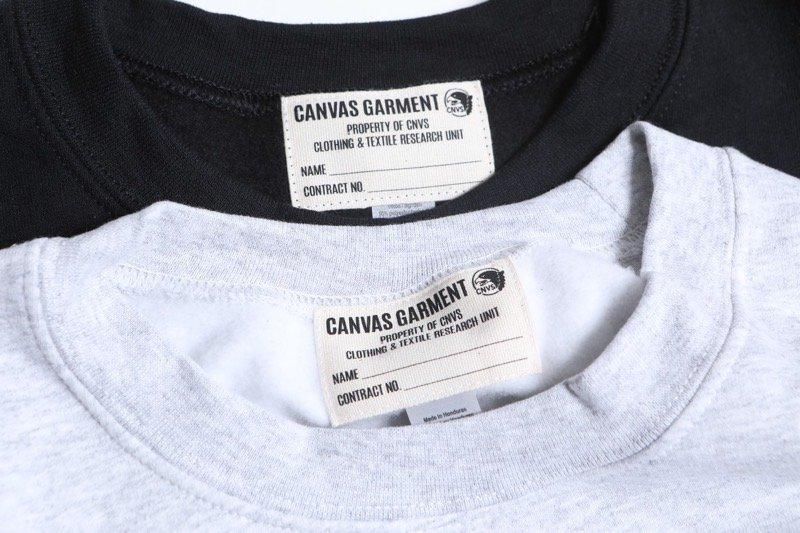 CANVAS GARMENT
CNVS
PROPERTY OF CNVS
CLOTHING & TEXTILE RESEARCH UNIT
NAME
CONTRACT NO.
CANVAS GARMENT
CNVS
PROPERTY OF CNVS
CLOTHING & TEXTILE RESEARCH UNIT
NAME
CONTRACT NO.
Made in Honduras